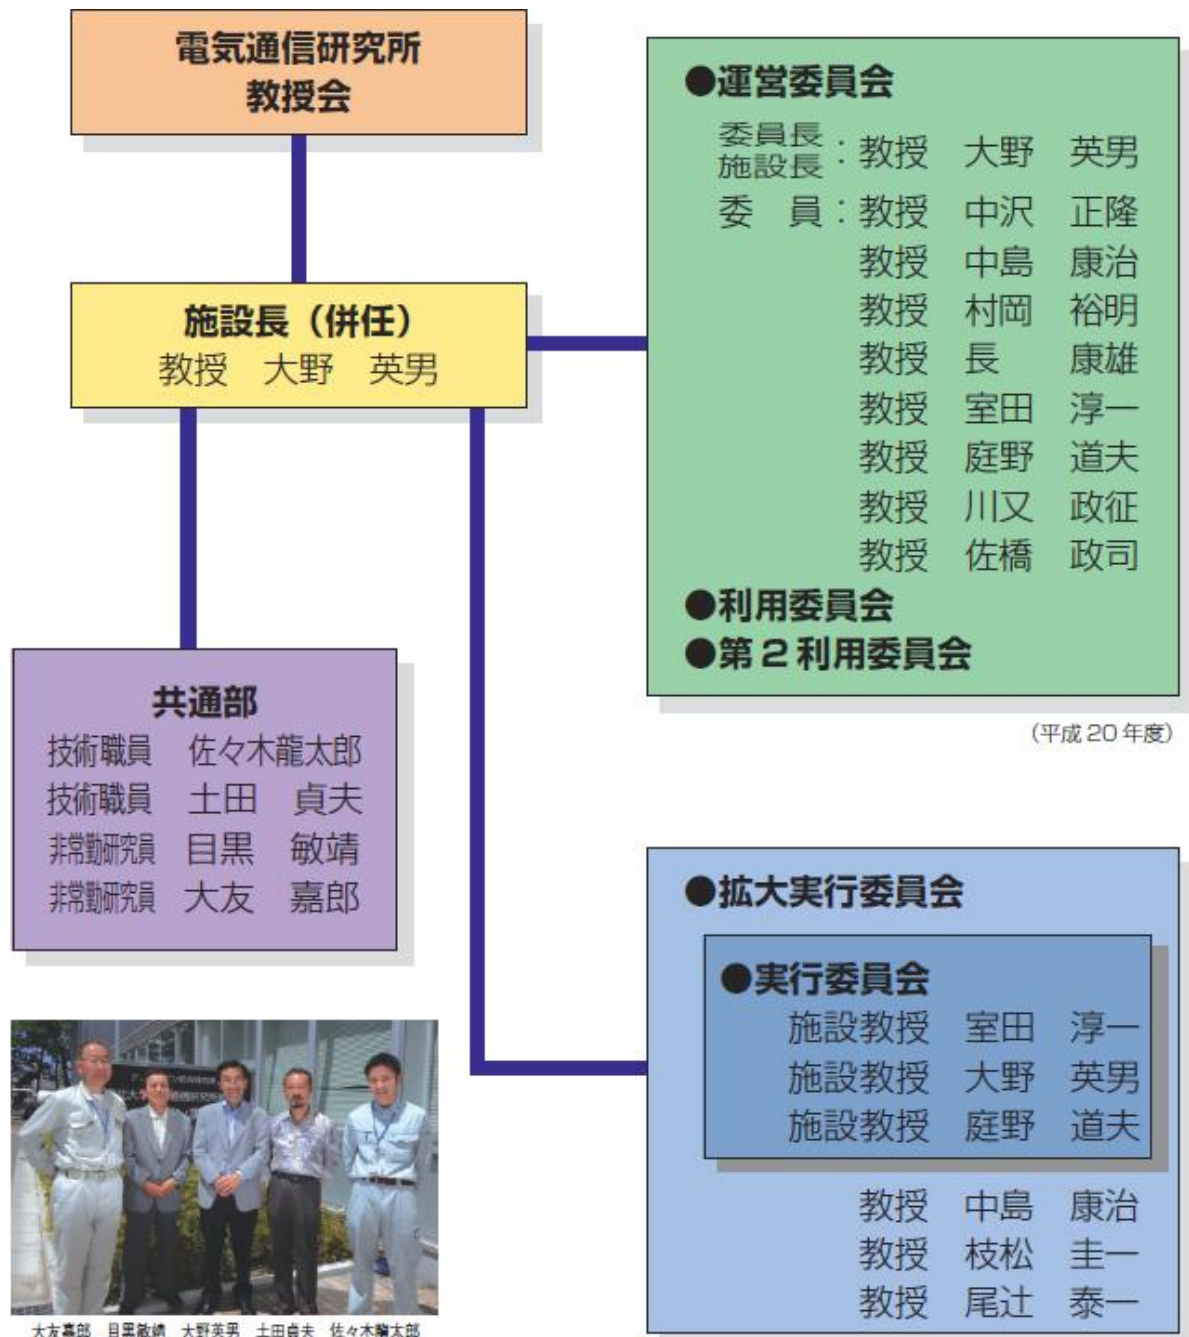 電気通信研究所
教授会
施設長（併任）
教授 大野 英男
●運営委員会
委員長
施設長：教授 大野 英男
委 員：教授 中沢 正隆
教授 中島 康治
教授 村岡 裕明
教授 長 康雄
教授 室田 淳一
教授 庭野 道夫
教授 川又 政征
教授 佐橋 政司
●利用委員会
●第２利用委員会
（平成 20 年度）
共通部
技術職員 佐々木龍太郎
技術職員 土田 貞夫
非常勤研究員 目黒 敏靖
非常勤研究員 大友 嘉郎
●拡大実行委員会
●実行委員会
施設教授 室田 淳一
施設教授 大野 英男
施設教授 庭野 道夫
教授 中島 康治
教授 枝松 圭一
教授 尾辻 泰一
大友嘉郎 目黒敏靖 大野英男 土田貞夫 佐々木龍太郎